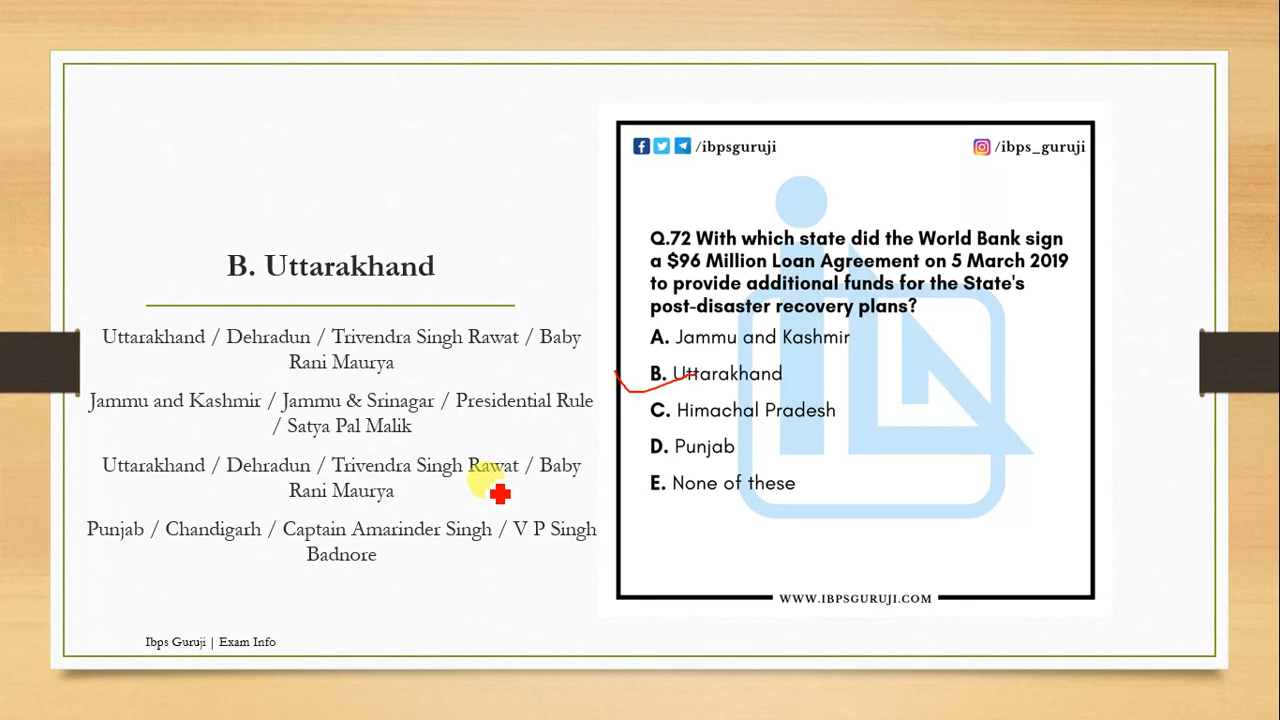 B. Uttarakhand
Uttarakhand / Dehradun / Trivendra Singh Rawat / Baby
Rani Maurya
Jammu and Kashmir / Jammu & Srinagar / Presidential Rule
/ Satya Pal Malik
Uttarakhand / Dehradun / Trivendra Singh Rawat / Baby
Rani Maurya
Punjab / Chandigarh / Captain Amarinder Singh / V P Singh
Badnore
Ibps Guruji | Exam Info
/ibpsguruji
/ibps_guruji
Q.72 With which state did the World Bank sign
a $96 Million Loan Agreement on 5 March 2019
to provide additional funds for the State's
post-disaster recovery plans?
A. Jammu and Kashmir
B. Uttarakhand
C. Himachal Pradesh
D. Punjab
E. None of these
WWW.IBPSGURUJI.COM